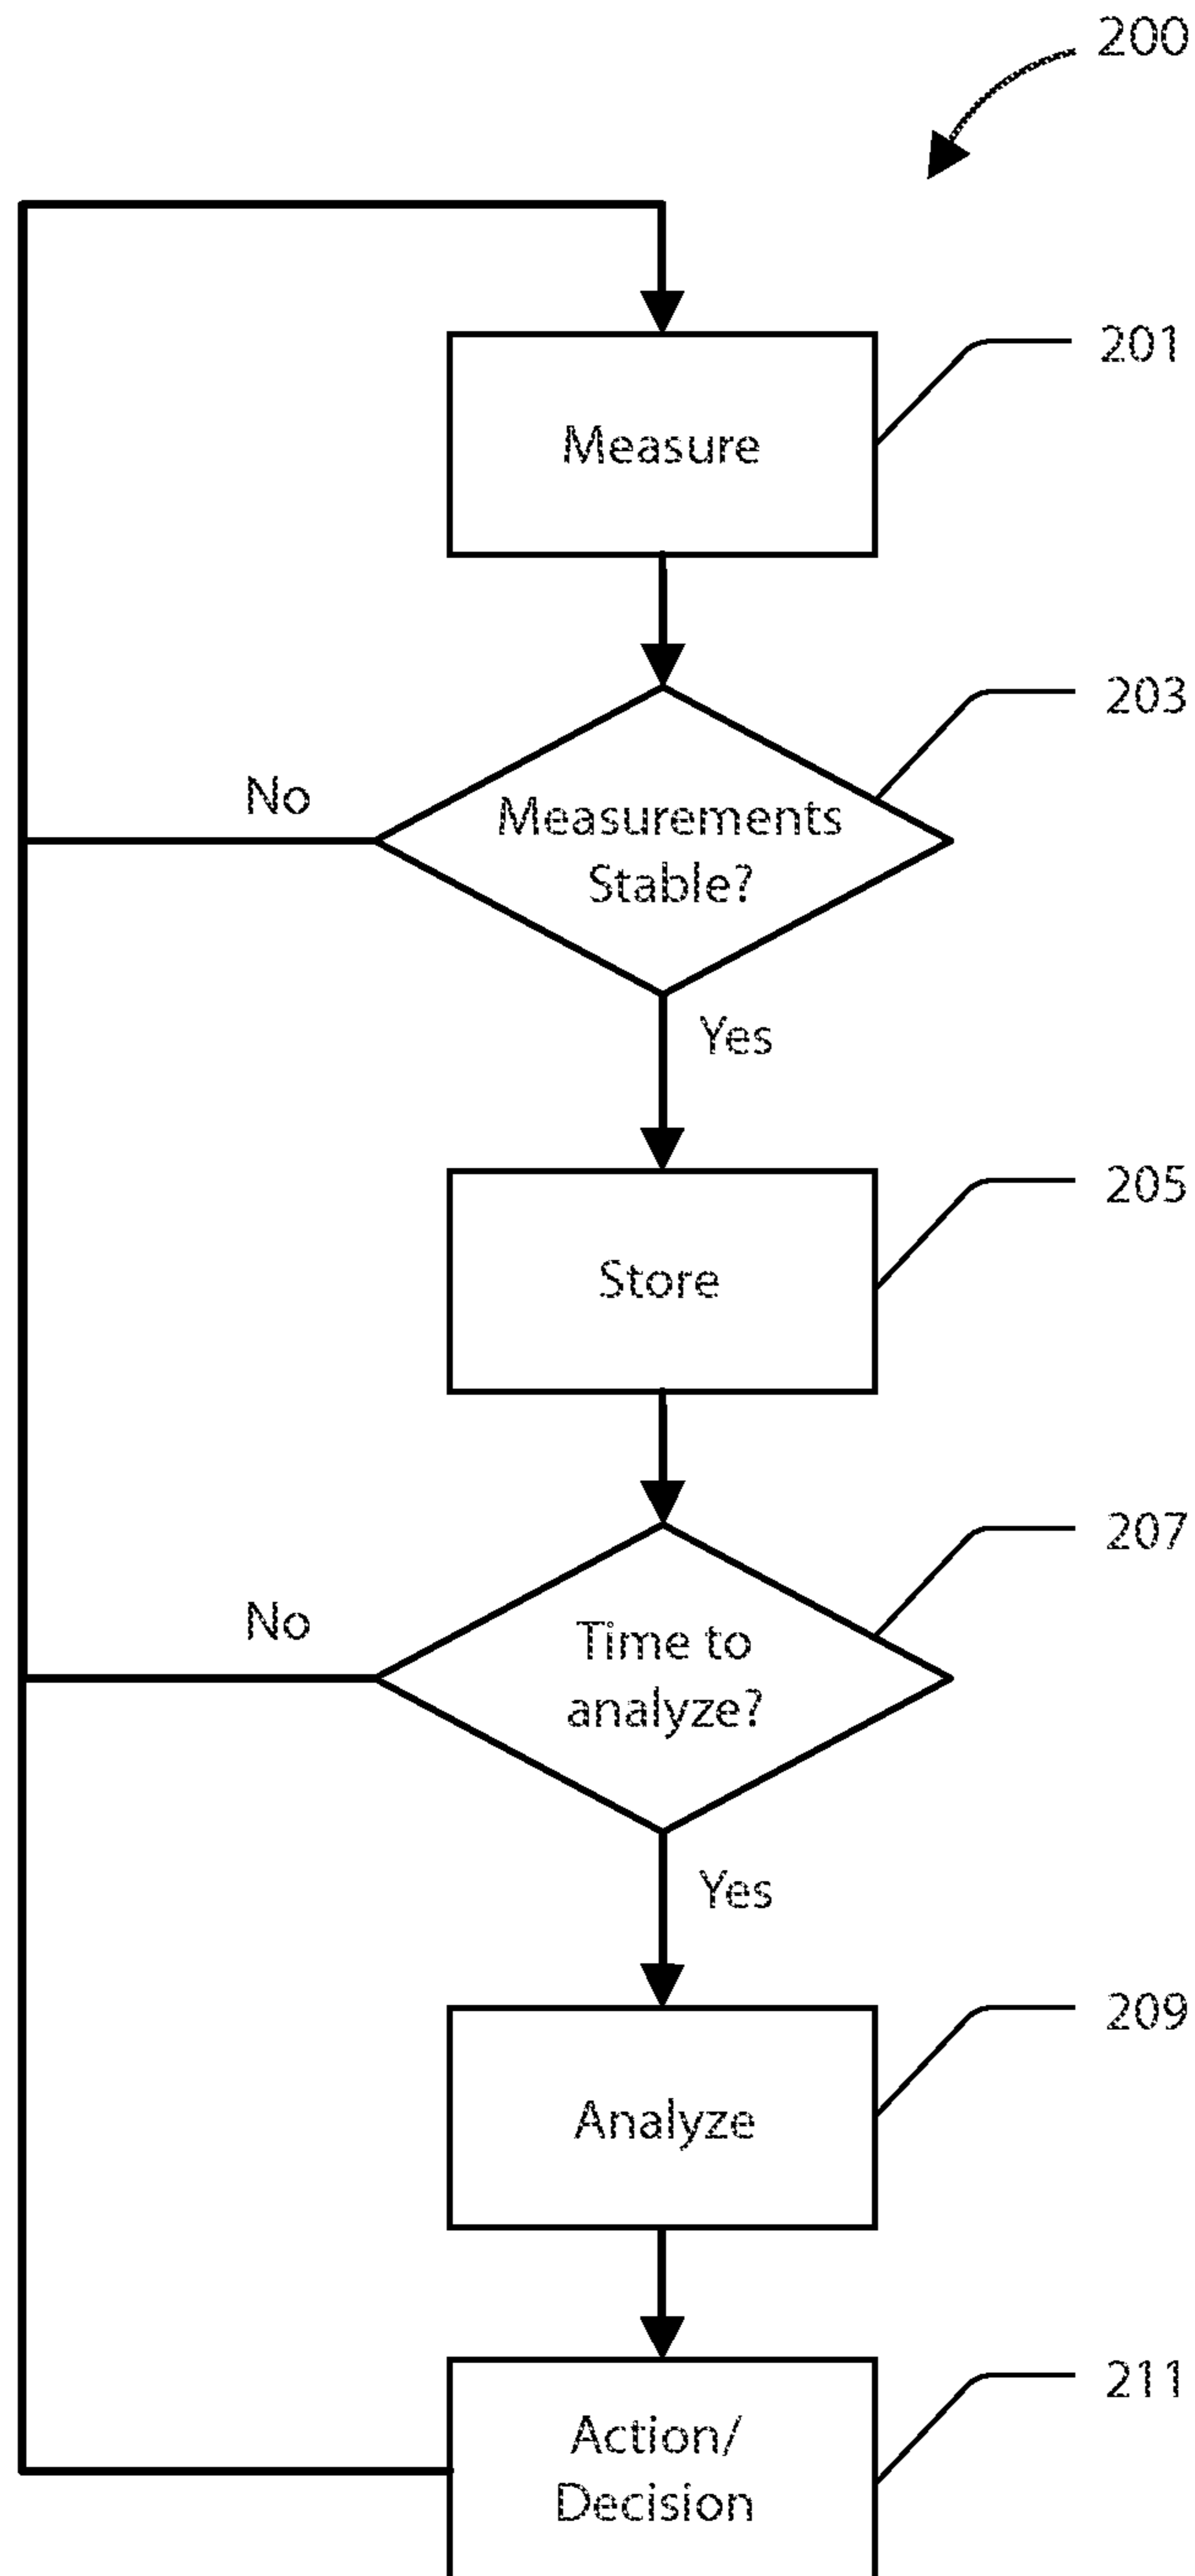 200
201
Measure
203
No
Measurements
Stable?
Yes
205
Store
207
No
Time to
analyze?
Yes
209
Analyze
211
Action/
Decision